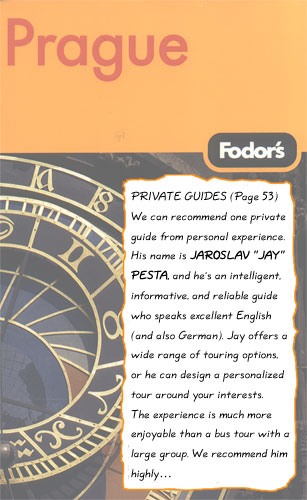 Prague
Fodor's
PRIVATE GUIDES (Page 53)
We can recommend one private
guide from personal experience.
His name is JAROSLAV "JAY"
PESTA, and he's an intelligent,
informative, and reliable guide
who speaks excellent English
(and also German). Jay offers a
wide range of touring options,
or he can design a personalized
tour around your interests.
The experience is much more
enjoyable than a bus tour with a
large group. We recommend him
highly...